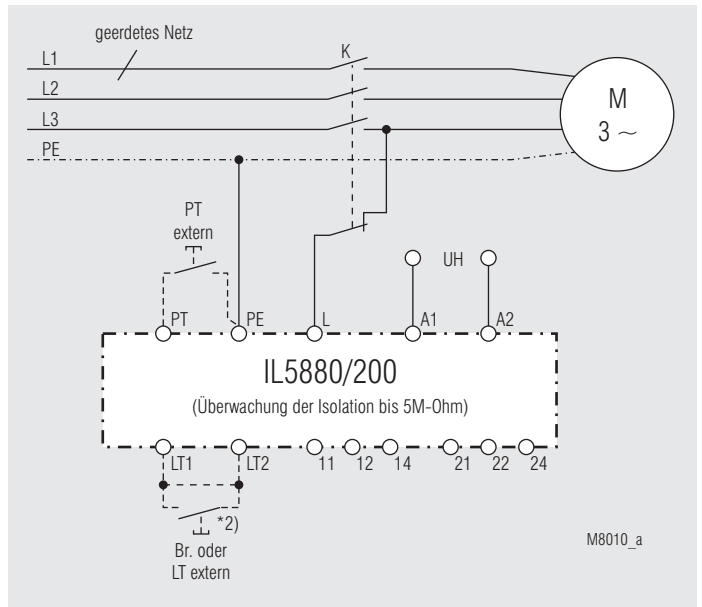 geerdetes Netz
L1
K
L2
M
3 ~
L3
PE
PT
extern
UH
PT
PE
L
A1
A2
IL5880/200
(Überwachung der Isolation bis 5M-Ohm)
LT1
LT2
11
12
14
21
22
24
*2)
Br. oder
LT extern
M8010_a